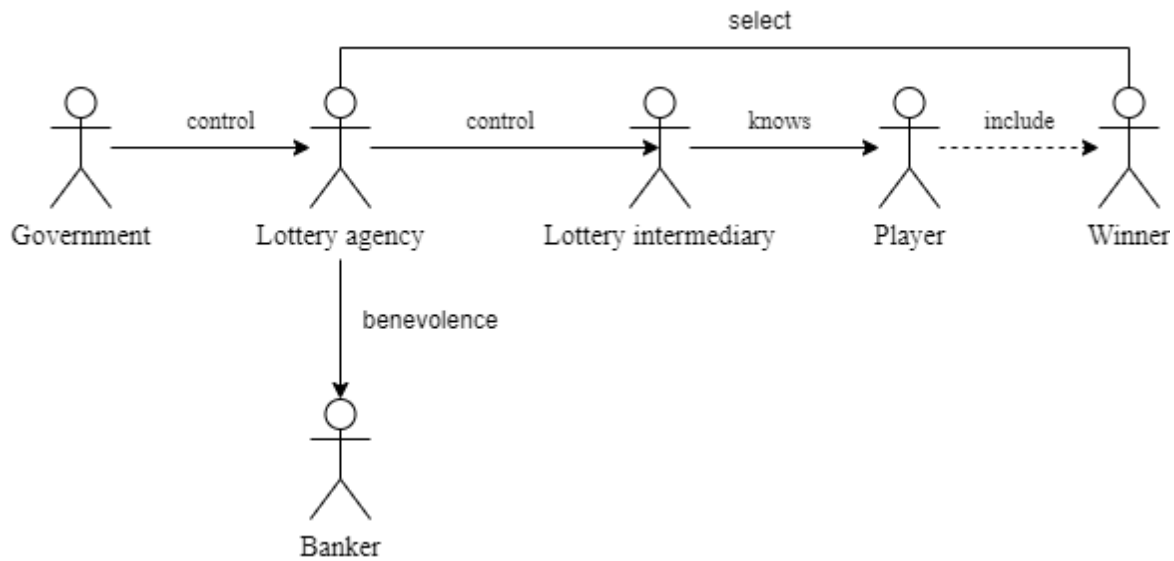 select
control
control
knows
include
Government
Lottery agency
Lottery intermediary
Player
Winner
benevolence
Banker